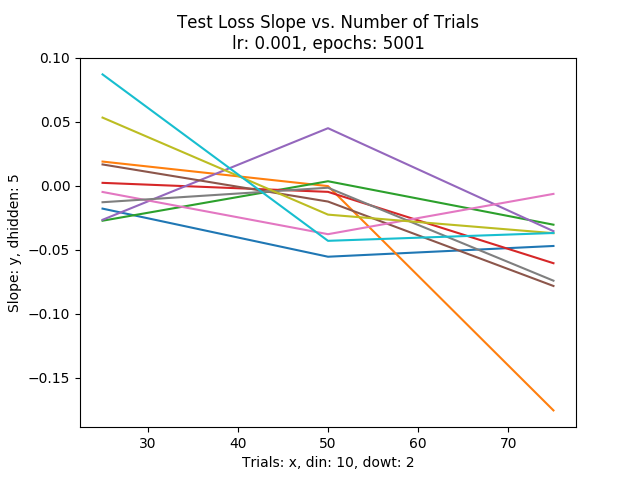 Test Loss Slope vs. Number of Trials
lr: 0.001, epochs: 5001
0.10
0.05
0.00
−0.05
−0.10
−0.15
Slope: y, dhidden: 5
30
40
50
60
70
Trials: x, din: 10, dowt: 2